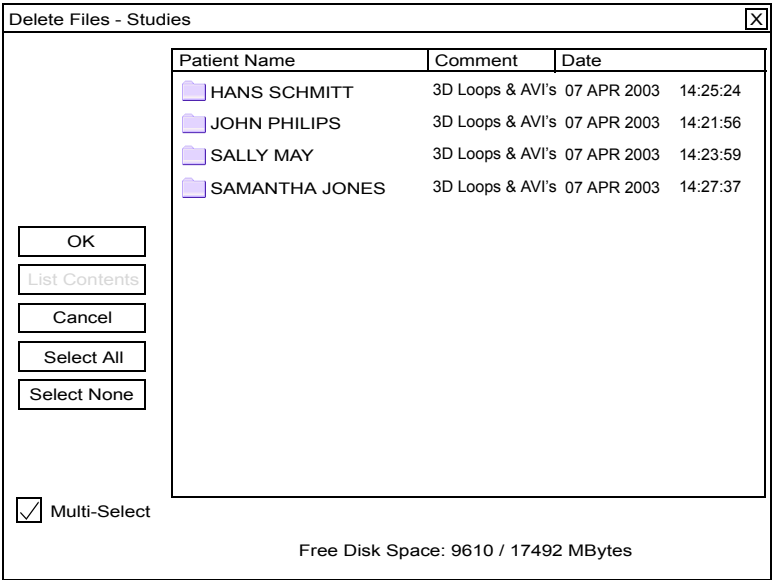 Delete Files - Studies X
Patient Name Comment Date
HANS SCHMITT 3D Loops & AVI's 07 APR 2003 14:25:24
JOHN PHILIPS 3D Loops & AVI's 07 APR 2003 14:21:56
SALLY MAY 3D Loops & AVI's 07 APR 2003 14:23:59
SAMANTHA JONES 3D Loops & AVI's 07 APR 2003 14:27:37
OK
List Contents
Cancel
Select All
Select None
Multi-Select
Free Disk Space: 9610 / 17492 MBytes